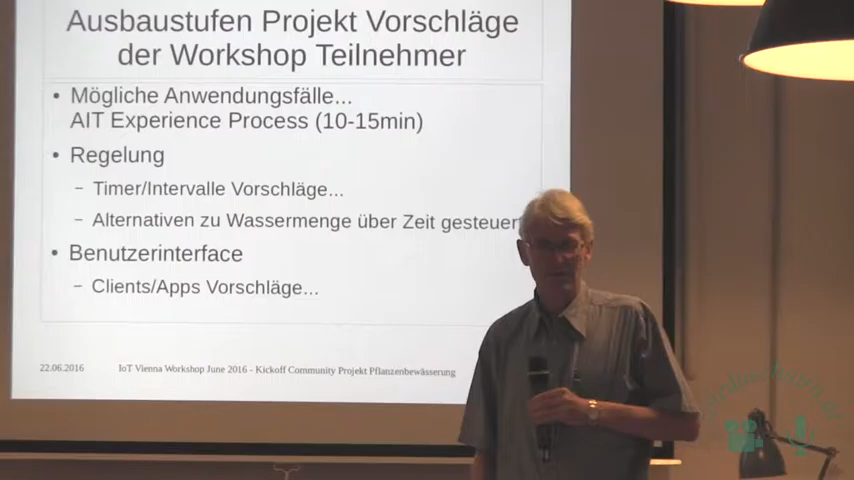 Ausbaustufen Projekt Vorschläge
der Workshop Teilnehmer
• Mögliche Anwendungsfälle...
AIT Experience Process (10-15min)
• Regelung
– Timer/Intervalle Vorschläge...
– Alternativen zu Wassermenge über Zeit gesteuert
• Benutzerinterface
– Clients/Apps Vorschläge...
22.06.2016
IoT Vienna Workshop June 2016 - Kickoff Community Projekt Pflanzenbewässerung